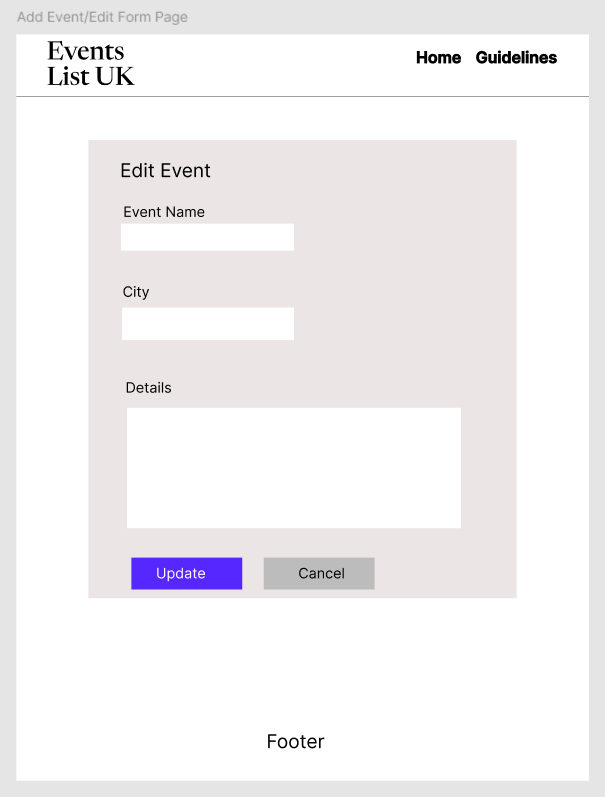 Add Event/Edit Form Page
Events
List UK
Home Guidelines
Edit Event
Event Name
City
Details
Update Cancel
Footer